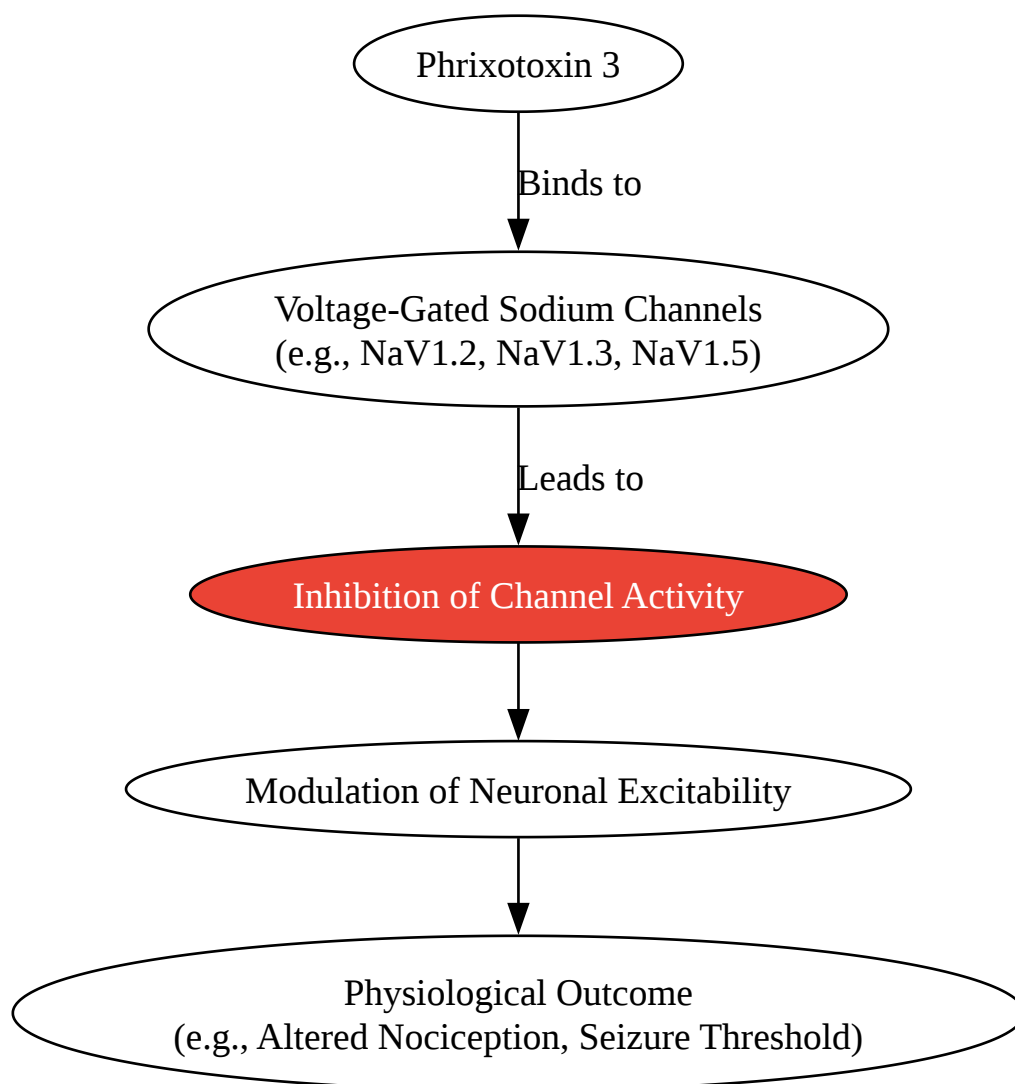 Phrixotoxin 3
Binds to
Voltage-Gated Sodium Channels
(e.g., NaV1.2, NaV1.3, NaV1.5)
Leads to
Inhibition of Channel Activity
Modulation of Neuronal Excitability
Physiological Outcome
(e.g., Altered Nociception, Seizure Threshold)